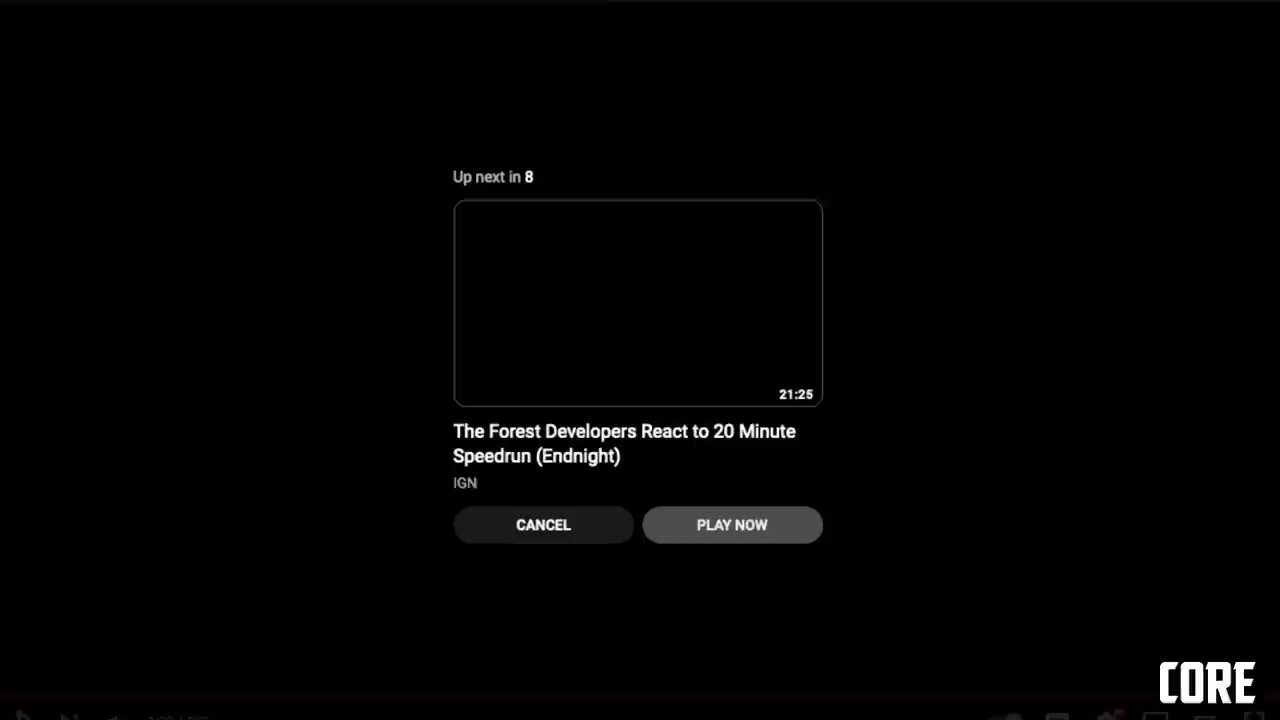 Up next in 8
21:25
The Forest Developers React to 20 Minute
Speedrun (Endnight)
IGN
CANCEL
PLAY NOW
CORE